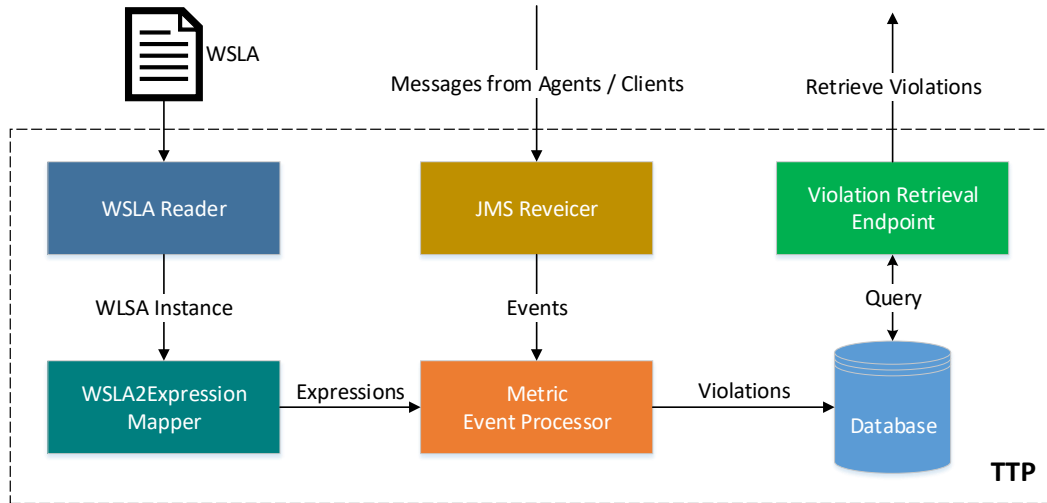 WSLA
Messages from Agents / Clients
Retrieve Violations
WSLA Reader
JMS Reveicer
Violation Retrieval
Endpoint
WLSA Instance
Events
Query
WSLA2Expression
Mapper
Expressions
Metric
Event Processor
Violations
Database
TTP